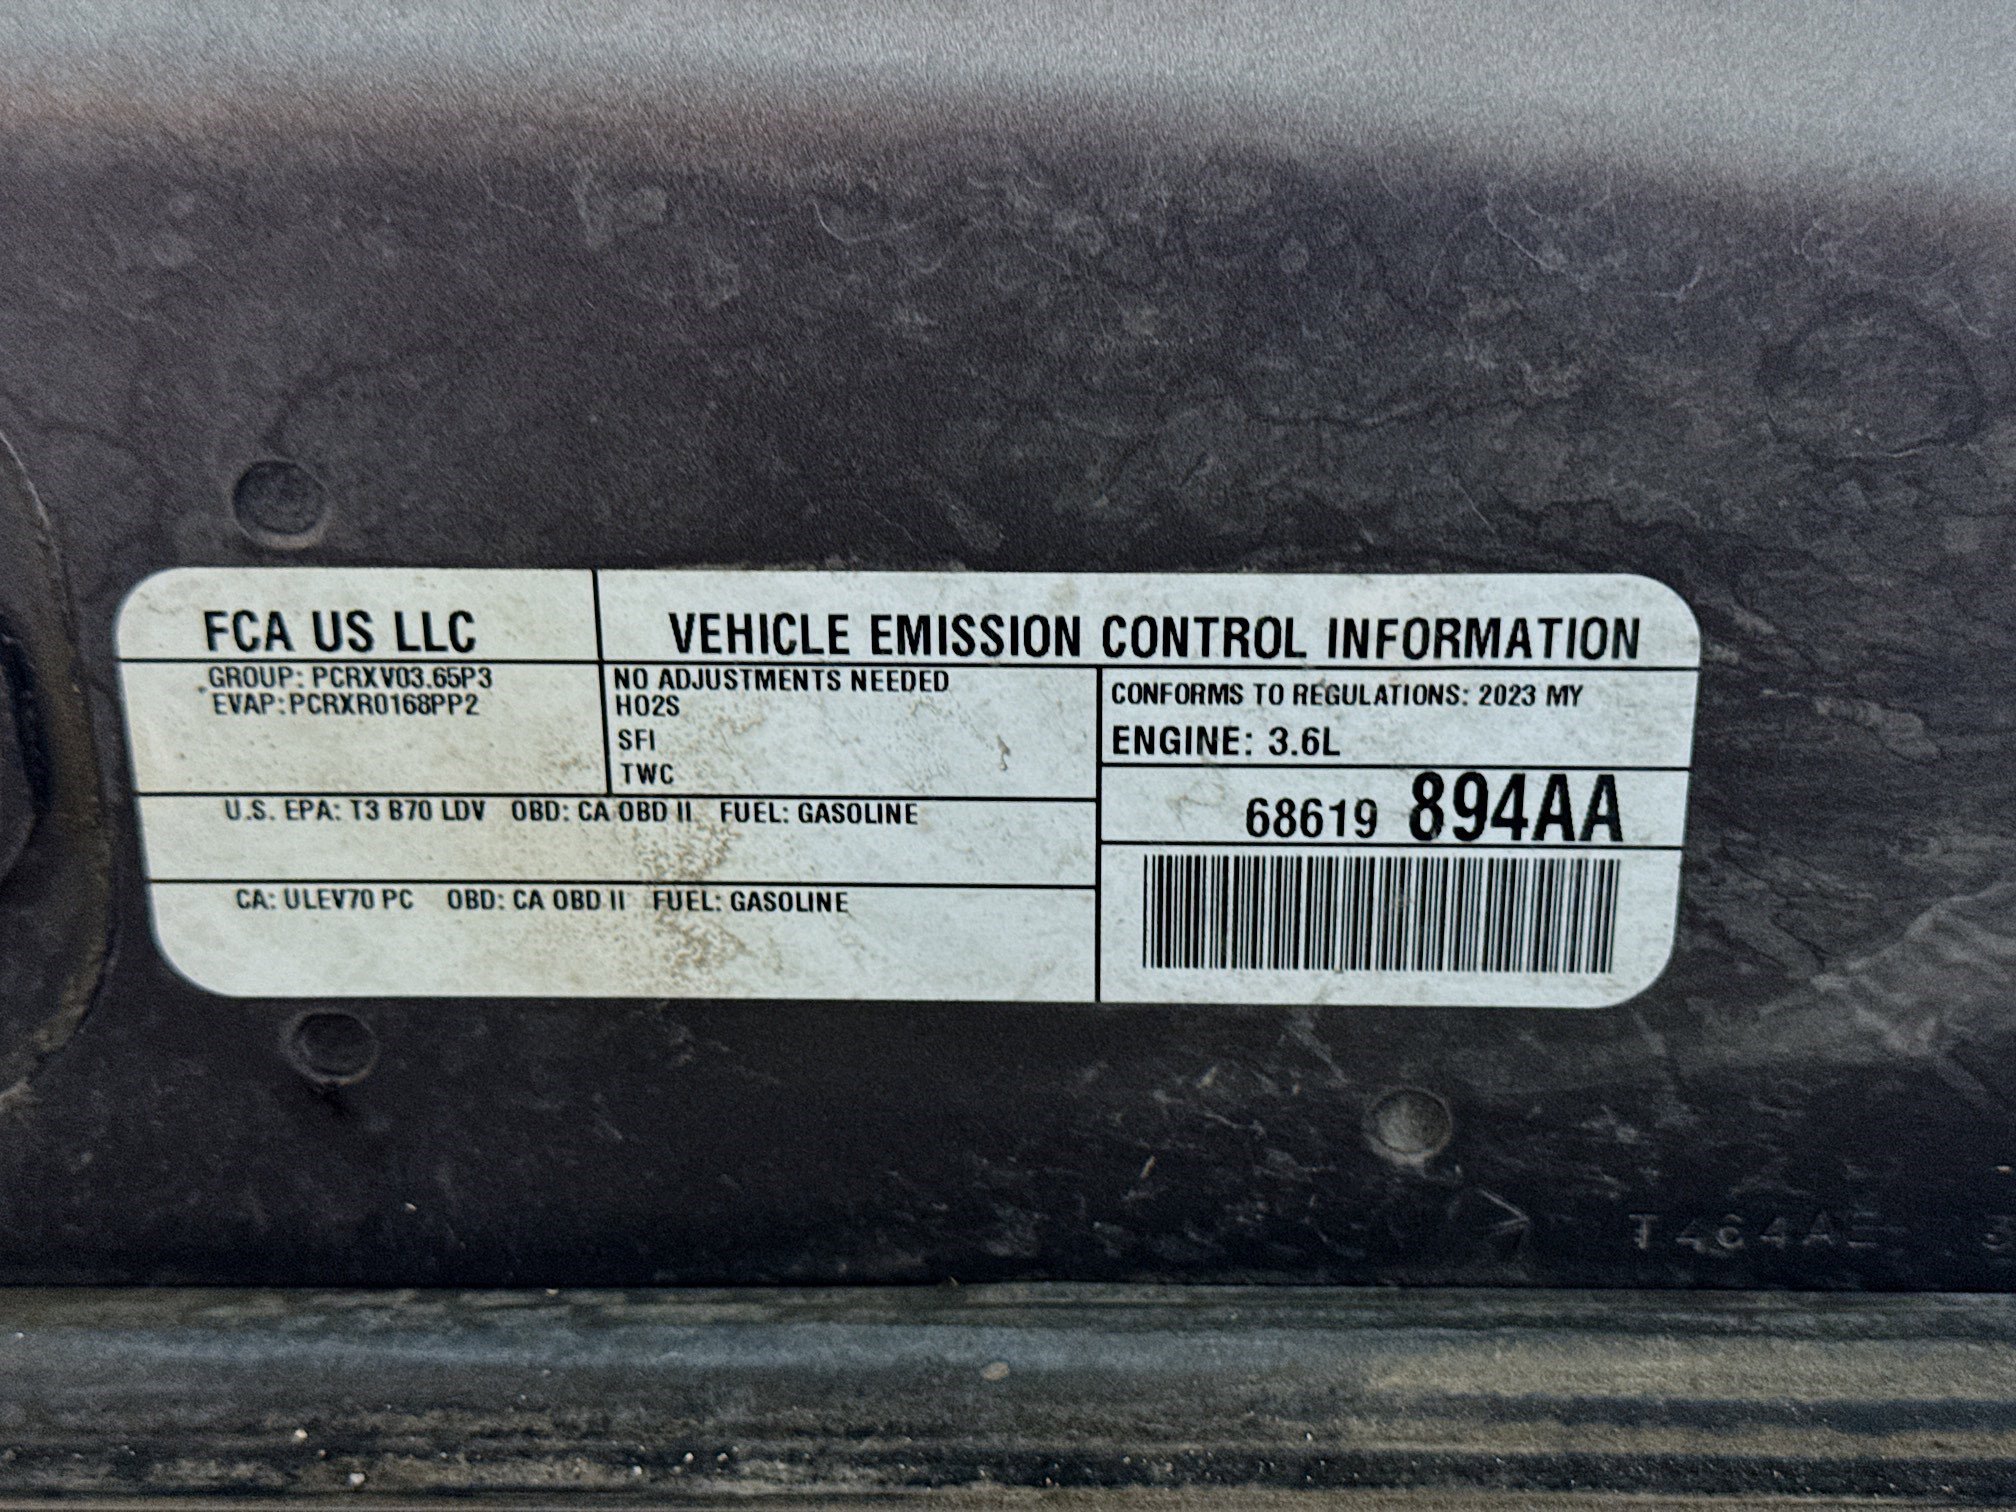 FCA US LLC
VEHICLE EMISSION CONTROL INFORMATION
GROUP: PCRXV03.65P3
EVAP: PCRXR0168PP2
NO ADJUSTMENTS NEEDED
HO2S
SFI
TWC
CONFORMS TO REGULATIONS: 2023 MY
ENGINE: 3.6L
68619 894AA
U.S. EPA: T3 B70 LDV OBD: CA OBD II FUEL: GASOLINE
CA: ULEV70 PC OBD: CA OBD II FUEL: GASOLINE